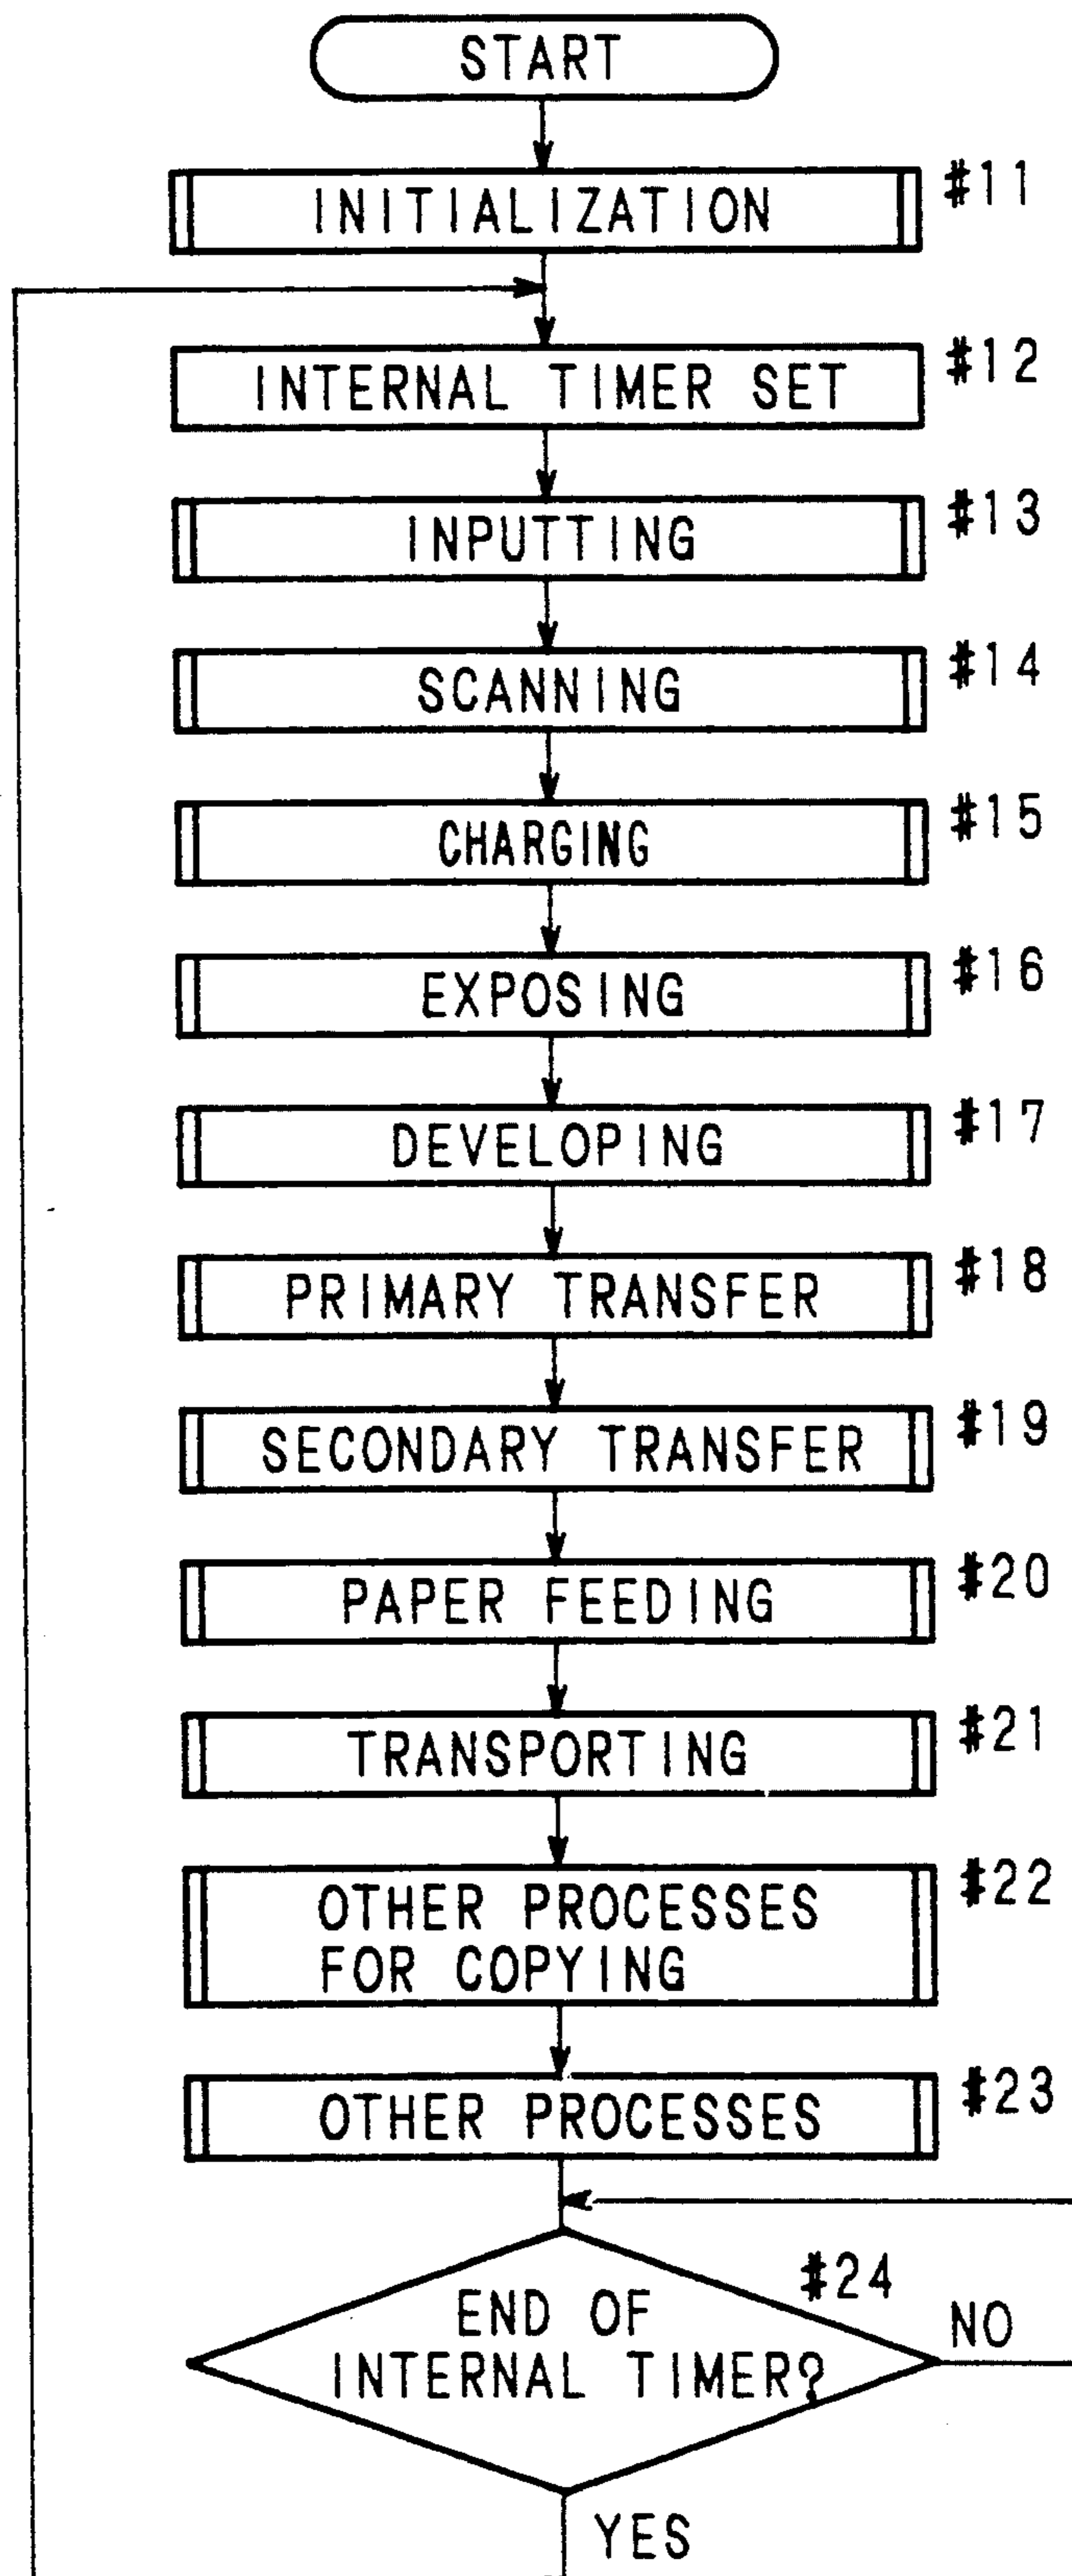 START
INITIALIZATION #11
INTERNAL TIMER SET #12
INPUTTING #13
SCANNING #14
CHARGING #15
EXPOSING #16
DEVELOPING #17
PRIMARY TRANSFER #18
SECONDARY TRANSFER #19
PAPER FEEDING #20
TRANSPORTING #21
OTHER PROCESSES #22
FOR COPYING
OTHER PROCESSES #23
#24
END OF
INTERNAL TIMER?
NO
YES